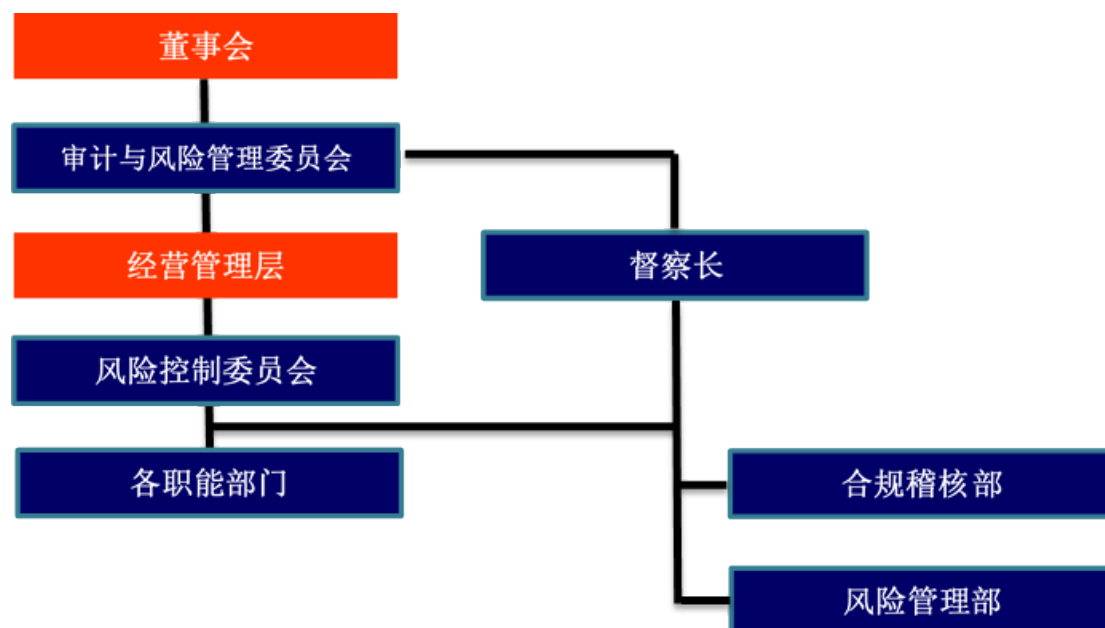 董事会
审计与风险管理委员会
经营管理层
督察长
风险控制委员会
各职能部门
合规稽核部
风险管理部